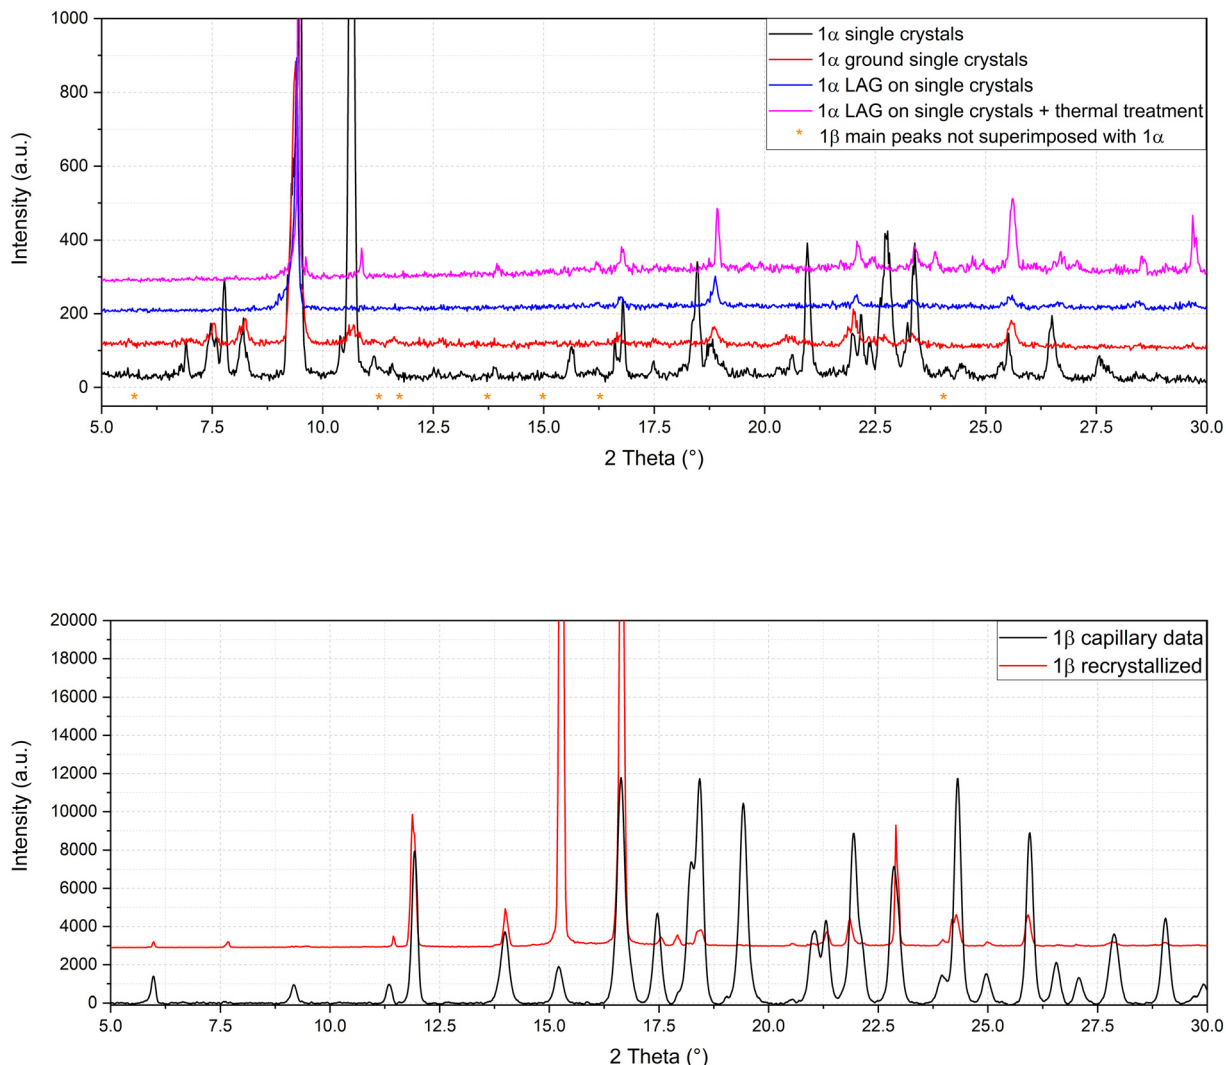 1000
800
600
400
200
0
Intensity (a.u.)
1α single crystals
1α ground single crystals
1α LAG on single crystals
1α LAG on single crystals + thermal treatment
* 1β main peaks not superimposed with 1α
* * * * * * *
5.0 7.5 10.0 12.5 15.0 17.5 20.0 22.5 25.0 27.5 30.0
2 Theta (°)
20000
18000
16000
14000
12000
10000
8000
6000
4000
2000
0
Intensity (a.u.)
1β capillary data
1β recrystallized
5.0 7.5 10.0 12.5 15.0 17.5 20.0 22.5 25.0 27.5 30.0
2 Theta (°)